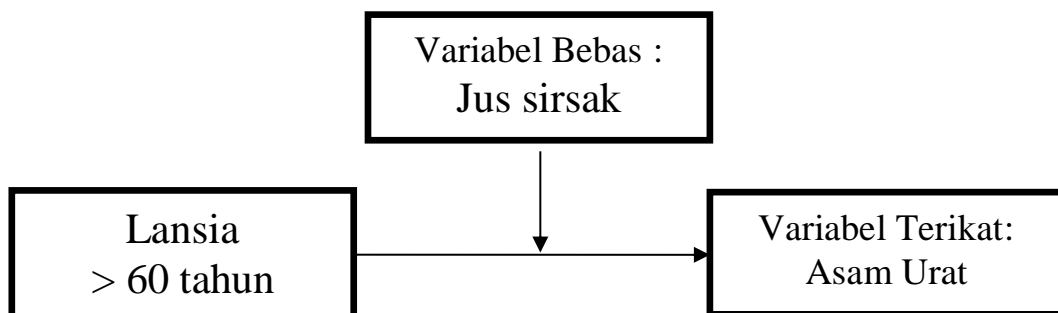 Variabel Bebas :
Jus sirsak
Lansia
> 60 tahun
Variabel Terikat:
Asam Urat